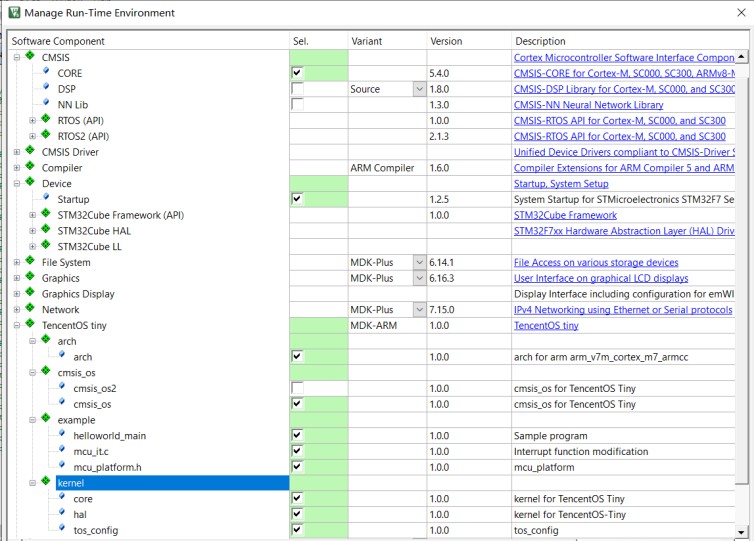 Manage Run-Time Environment
Software Component Sel. Variant Version Description
CMSIS Cortex Microcontroller Software Interface Compon
CORE 5.4.0 CMSIS-CORE for Cortex-M, SC000, SC300, ARMv8-M
DSP Source 1.8.0 CMSIS-DSP Library for Cortex-M, SC000, and SC300
NN Lib 1.3.0 CMSIS-NN Neural Network Library
RTOS (API) 1.0.0 CMSIS-RTOS API for Cortex-M, SC000, and SC300
RTOS2 (API) 2.1.3 CMSIS-RTOS API for Cortex-M, SC000, and SC300
CMSIS Driver Unified Device Drivers compliant to CMSIS-Driver S
Compiler ARM Compiler 1.6.0 Compiler Extensions for ARM Compiler 5 and ARM
Device Startup, System Setup
Startup 1.2.5 System Startup for STMicroelectronics STM32F7 Se
STM32Cube Framework (API) 1.0.0 STM32Cube Framework
STM32Cube HAL STM32F7xx Hardware Abstraction Layer (HAL) Driv
STM32Cube LL
File System MDK-Plus 6.14.1 File Access on various storage devices
Graphics MDK-Plus 6.16.3 User Interface on graphical LCD displays
Graphics Display Display Interface including configuration for emWI
Network MDK-Plus 7.15.0 IPv4 Networking using Ethernet or Serial protocols
TencentOS tiny MDK-ARM 1.0.0 TencentOS tiny
arch
arch 1.0.0 arch for arm arm_v7m_cortex_m7_armcc
cmsis_os
cmsis_os2 1.0.0 cmsis_os for TencentOS Tiny
cmsis_os 1.0.0 cmsis_os for TencentOS Tiny
example
helloworld_main 1.0.0 Sample program
mcu_it.c 1.0.0 Interrupt function modification
mcu_platform.h 1.0.0 mcu_platform
kernel
core 1.0.0 kernel for TencentOS Tiny
hal 1.0.0 kernel for TencentOS-Tiny
tos_config 1.0.0 tos_config